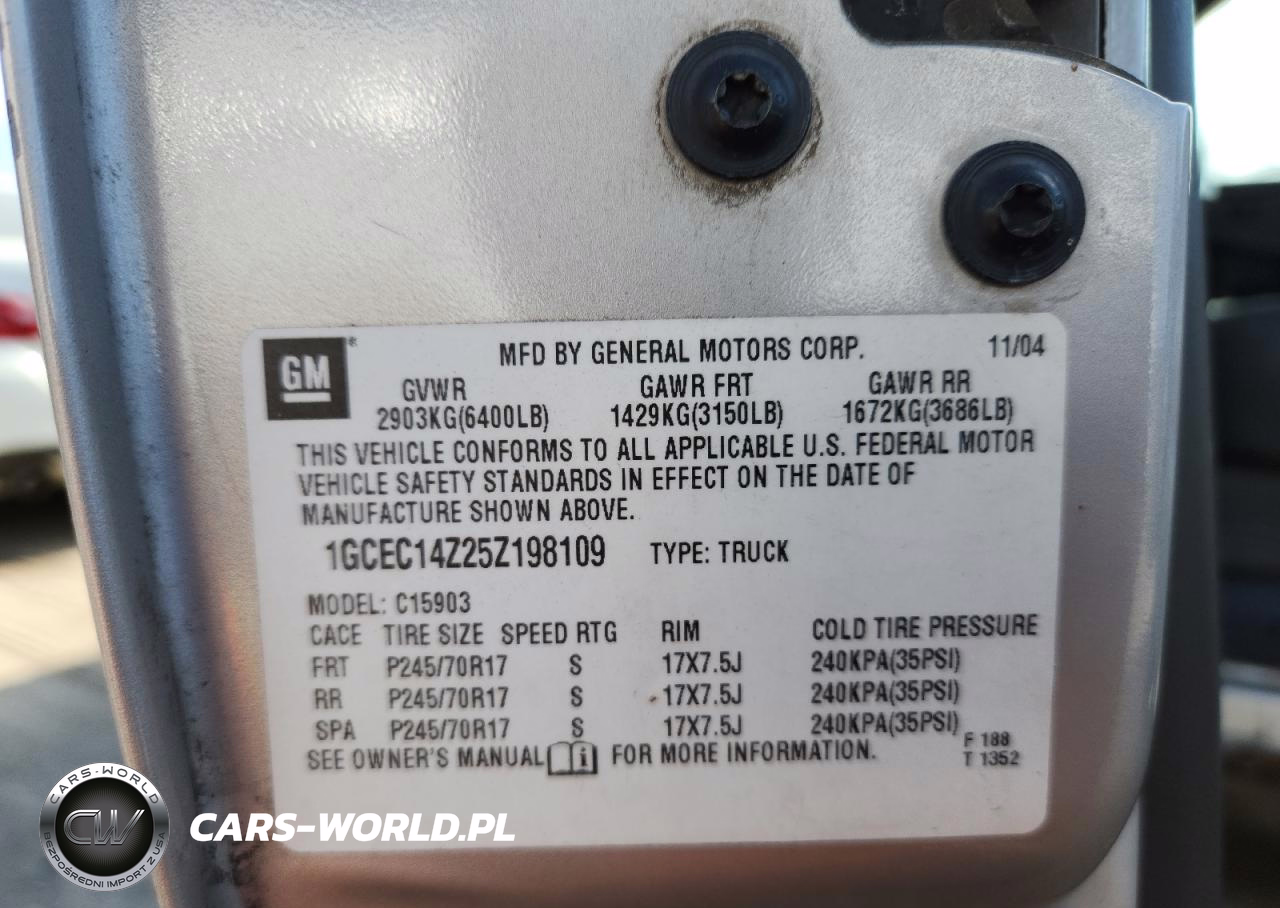 GM®
MFD BY GENERAL MOTORS CORP. 11/04
GVWR GAWR FRT GAWR RR
2903KG(6400LB) 1429KG(3150LB) 1672KG(3686LB)
THIS VEHICLE CONFORMS TO ALL APPLICABLE U.S. FEDERAL MOTOR
VEHICLE SAFETY STANDARDS IN EFFECT ON THE DATE OF
MANUFACTURE SHOWN ABOVE.
1GCEC14Z25Z198109 TYPE: TRUCK
MODEL: C15903
CACE TIRE SIZE SPEED RTG RIM COLD TIRE PRESSURE
FRT P245/70R17 S 17X7.5J 240KPA(35PSI)
RR P245/70R17 S 17X7.5J 240KPA(35PSI)
SPA P245/70R17 S 17X7.5J 240KPA(35PSI)
SEE OWNER'S MANUAL i FOR MORE INFORMATION.
F 188
T 1352
CARS-WORLD
CW
BEZPOŚREDNI IMPORT Z USA
CARS-WORLD.PL